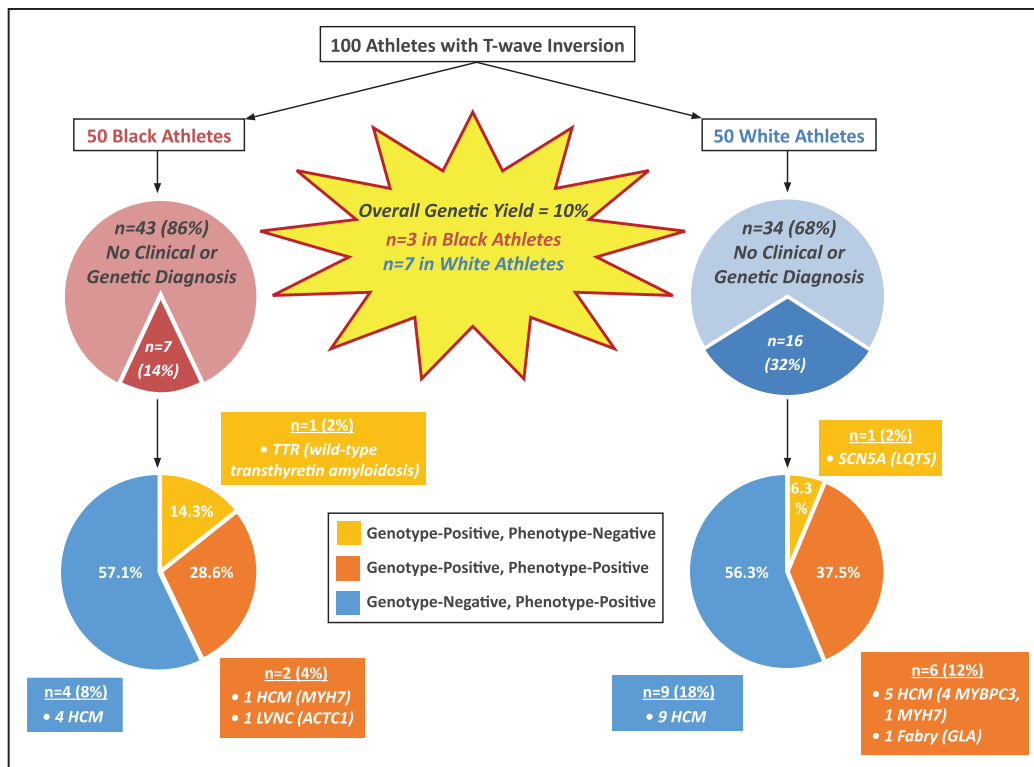 100 Athletes with T-wave Inversion
50 Black Athletes
50 White Athletes
n=43 (86%)
No Clinical or
Genetic Diagnosis
n=7
(14%)
Overall Genetic Yield = 10%
n=3 in Black Athletes
n=7 in White Athletes
n=34 (68%)
No Clinical or
Genetic Diagnosis
n=16
(32%)
n=1 (2%)
• TTR (wild-type
transthyretin amyloidosis)
n=1 (2%)
• SCN5A (LQTS)
14.3%
57.1%
28.6%
Genotype-Positive, Phenotype-Negative
Genotype-Positive, Phenotype-Positive
Genotype-Negative, Phenotype-Positive
6.3
%
56.3%
37.5%
n=4 (8%)
• 4 HCM
n=2 (4%)
• 1 HCM (MYH7)
• 1 LVNC (ACTC1)
n=9 (18%)
• 9 HCM
n=6 (12%)
• 5 HCM (4 MYBPC3,
1 MYH7)
• 1 Fabry (GLA)